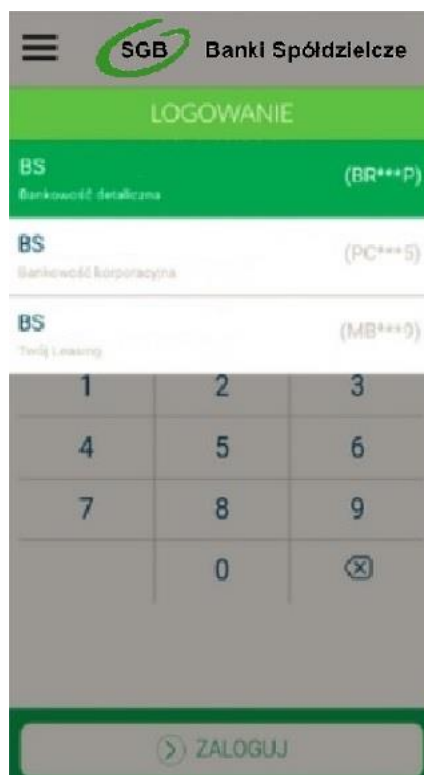 SGB Banki Spółdzielcze
LOGOWANIE
BS (BR***P)
Bankowość detaliczna
BS (PC***5)
Bankowość korporacyjna
BS (MB***9)
Twój Leasing
1 2 3
4 5 6
7 8 9
0
ZALOGUJ